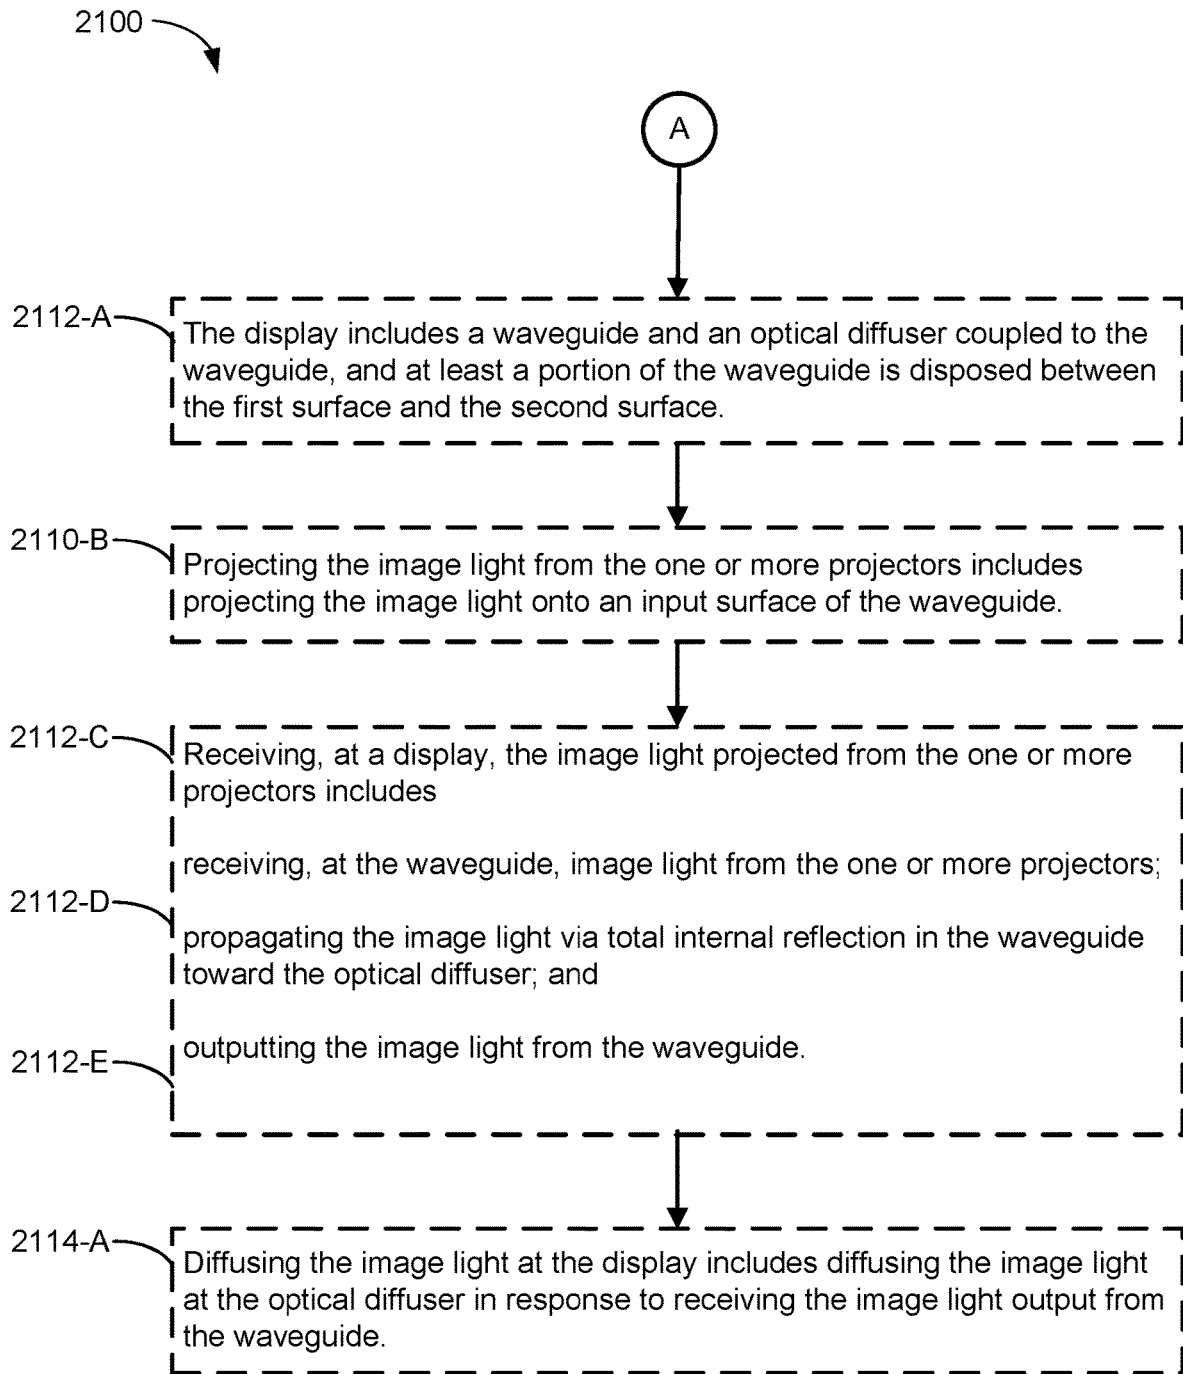 2100
A
2112-A
The display includes a waveguide and an optical diffuser coupled to the
waveguide, and at least a portion of the waveguide is disposed between
the first surface and the second surface.
2110-B
Projecting the image light from the one or more projectors includes
projecting the image light onto an input surface of the waveguide.
2112-C
Receiving, at a display, the image light projected from the one or more
projectors includes
receiving, at the waveguide, image light from the one or more projectors;
2112-D
propagating the image light via total internal reflection in the waveguide
toward the optical diffuser; and
2112-E
outputting the image light from the waveguide.
2114-A
Diffusing the image light at the display includes diffusing the image light
at the optical diffuser in response to receiving the image light output from
the waveguide.